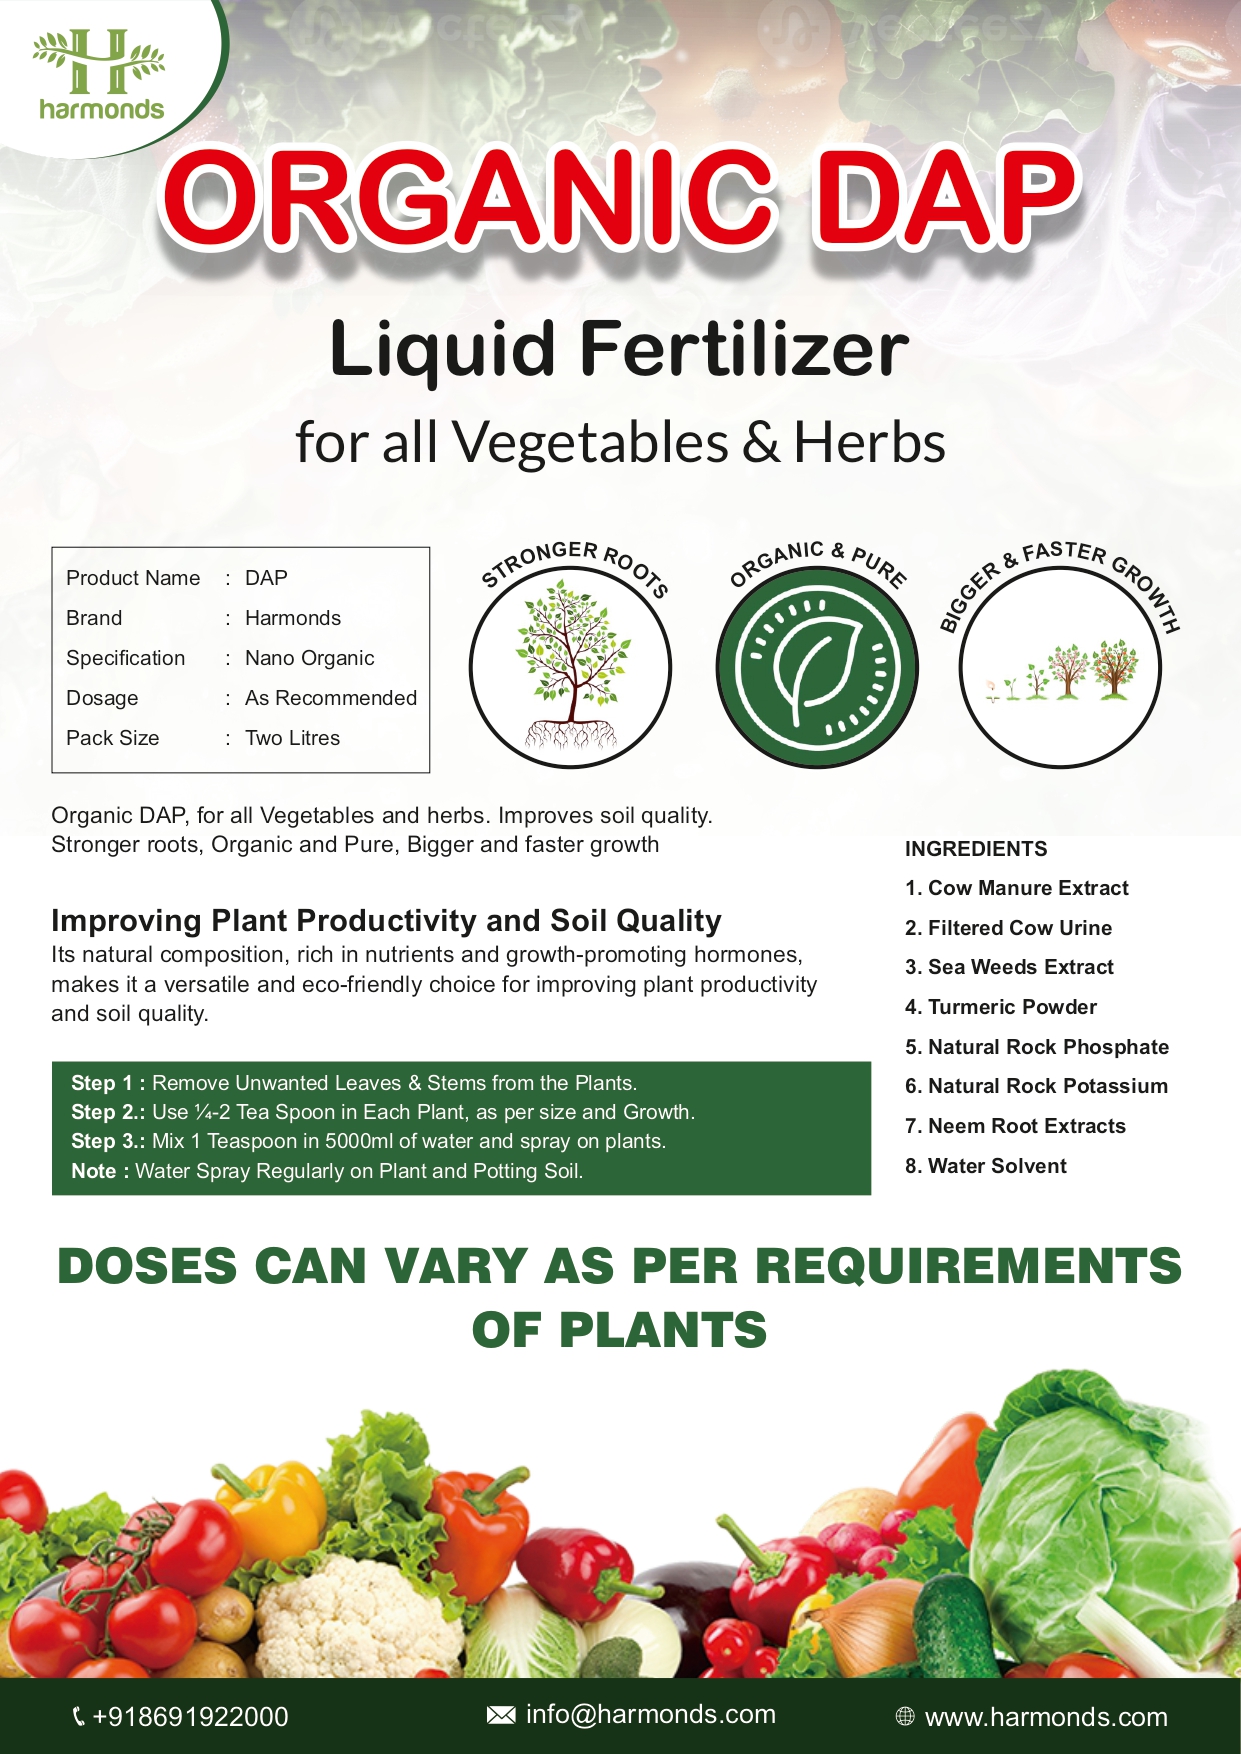 harmonds
ORGANIC DAP
Liquid Fertilizer
for all Vegetables & Herbs
Product Name : DAP
Brand : Harmonds
Specification : Nano Organic
Dosage : As Recommended
Pack Size : Two Litres
STRONGER ROOTS
ORGANIC & PURE
BIGGER & FASTER GROWTH
Organic DAP, for all Vegetables and herbs. Improves soil quality.
Stronger roots, Organic and Pure, Bigger and faster growth
Improving Plant Productivity and Soil Quality
Its natural composition, rich in nutrients and growth-promoting hormones,
makes it a versatile and eco-friendly choice for improving plant productivity
and soil quality.
Step 1 : Remove Unwanted Leaves & Stems from the Plants.
Step 2.: Use ¼-2 Tea Spoon in Each Plant, as per size and Growth.
Step 3.: Mix 1 Teaspoon in 5000ml of water and spray on plants.
Note : Water Spray Regularly on Plant and Potting Soil.
INGREDIENTS
1. Cow Manure Extract
2. Filtered Cow Urine
3. Sea Weeds Extract
4. Turmeric Powder
5. Natural Rock Phosphate
6. Natural Rock Potassium
7. Neem Root Extracts
8. Water Solvent
DOSES CAN VARY AS PER REQUIREMENTS
OF PLANTS
+918691922000
info@harmonds.com
www.harmonds.com